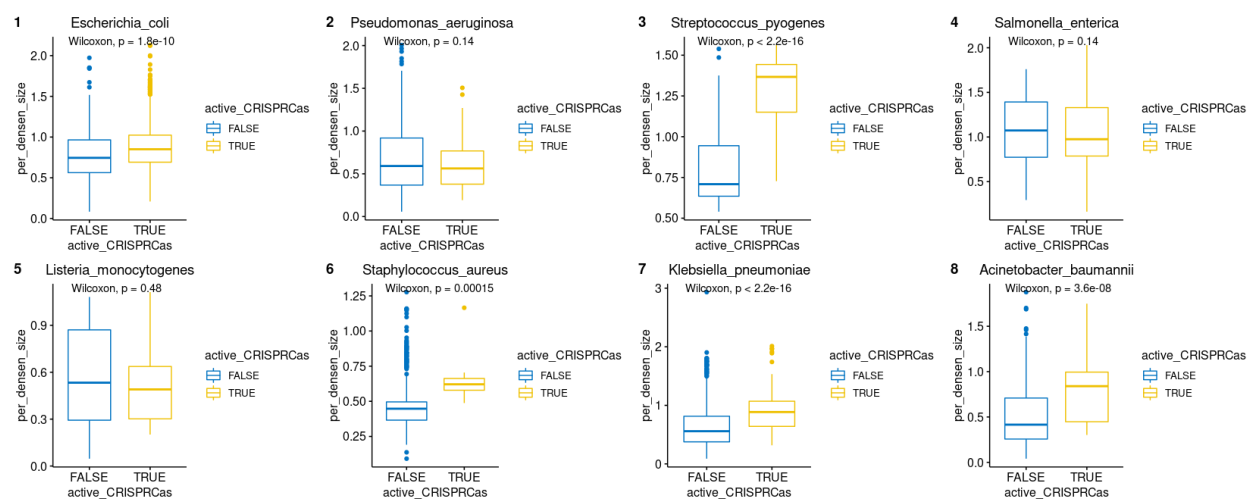 1
Escherichia_coli
Wilcoxon, p = 1.8e-10
per_densen_size
2.0
1.5
1.0
0.5
0.0
FALSE TRUE
active_CRISPRCas
active_CRISPRCas
FALSE
TRUE
2
Pseudomonas_aeruginosa
Wilcoxon, p = 0.14
per_densen_size
2.0
1.5
1.0
0.5
0.0
FALSE TRUE
active_CRISPRCas
active_CRISPRCas
FALSE
TRUE
3
Streptococcus_pyogenes
Wilcoxon, p < 2.2e-16
per_densen_size
1.50
1.25
1.00
0.75
0.50
FALSE TRUE
active_CRISPRCas
active_CRISPRCas
FALSE
TRUE
4
Salmonella_enterica
Wilcoxon, p = 0.14
per_densen_size
2.0
1.5
1.0
0.5
FALSE TRUE
active_CRISPRCas
active_CRISPRCas
FALSE
TRUE
5
Listeria_monocytogenes
Wilcoxon, p = 0.48
per_densen_size
0.9
0.6
0.3
0.0
FALSE TRUE
active_CRISPRCas
active_CRISPRCas
FALSE
TRUE
6
Staphylococcus_aureus
Wilcoxon, p = 0.00015
per_densen_size
1.25
1.00
0.75
0.50
0.25
FALSE TRUE
active_CRISPRCas
active_CRISPRCas
FALSE
TRUE
7
Klebsiella_pneumoniae
Wilcoxon, p < 2.2e-16
per_densen_size
3
2
1
0
FALSE TRUE
active_CRISPRCas
active_CRISPRCas
FALSE
TRUE
8
Acinetobacter_baumannii
Wilcoxon, p = 3.6e-08
per_densen_size
1.5
1.0
0.5
0.0
FALSE TRUE
active_CRISPRCas
active_CRISPRCas
FALSE
TRUE